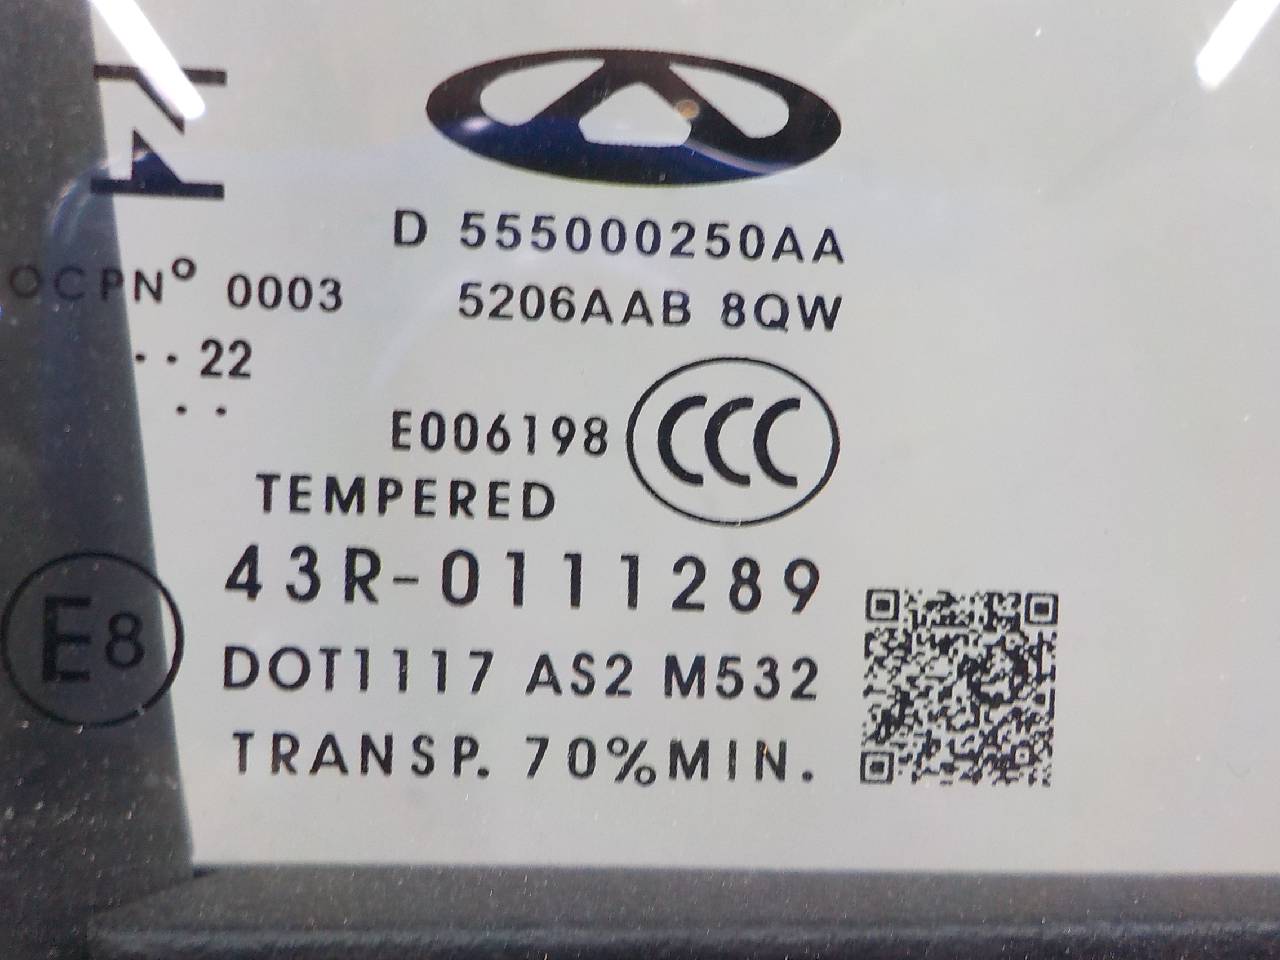 D 555000250AA
OCPN° 0003 5206AAB 8QW
·· 22
··
E006198 CCC
TEMPERED
43R-0111289
E8
DOT1117 AS2 M532
TRANSP. 70%MIN.